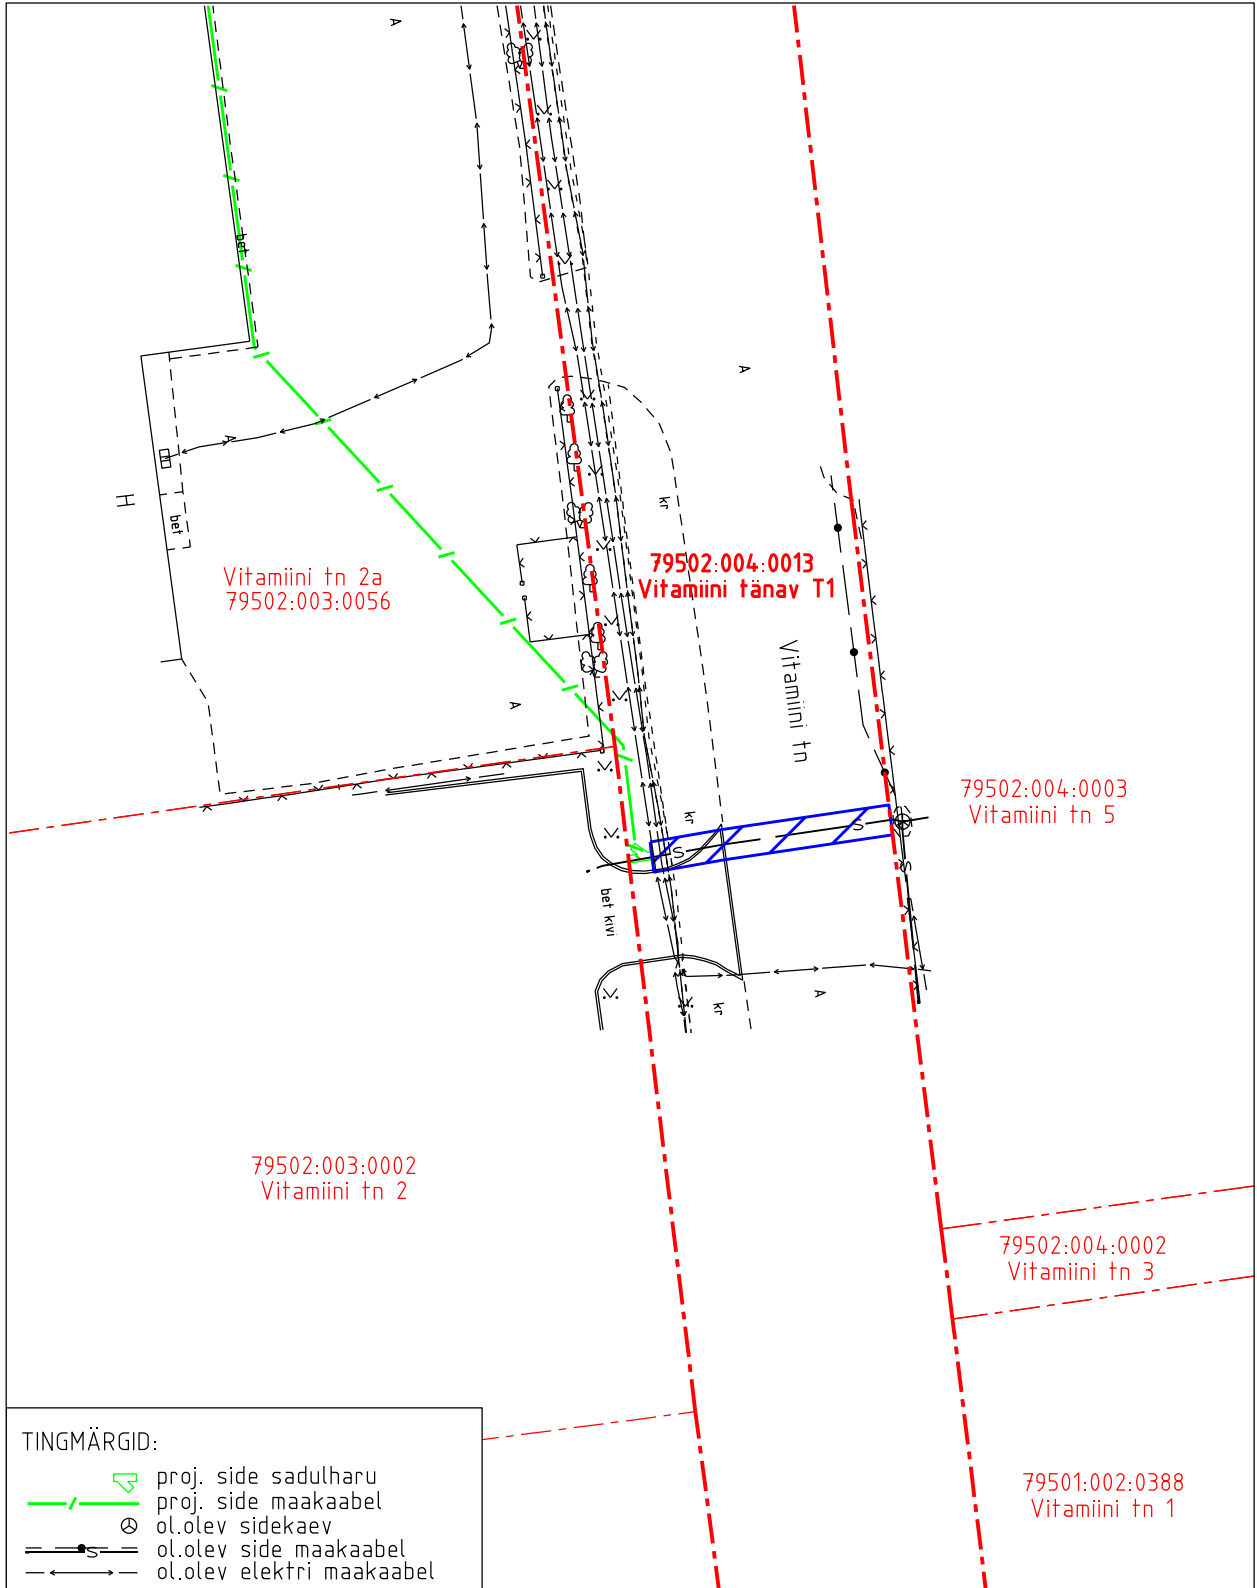 A
bet
A
A
H
bet
kr
Vitamiini tn 2a
79502:003:0056
79502:004:0013
Vitamiini tänav T1
Vitamiini tn
A
79502:004:0003
Vitamiini tn 5
kr
S
S
S
bet kivi
A
kr
79502:003:0002
Vitamiini tn 2
79502:004:0002
Vitamiini tn 3
79501:002:0388
Vitamiini tn 1
TINGMÄRGID:
proj. side sadulharu
proj. side maakaabel
ol.olev sidekaev
S
ol.olev side maakaabel
ol.olev elektri maakaabel